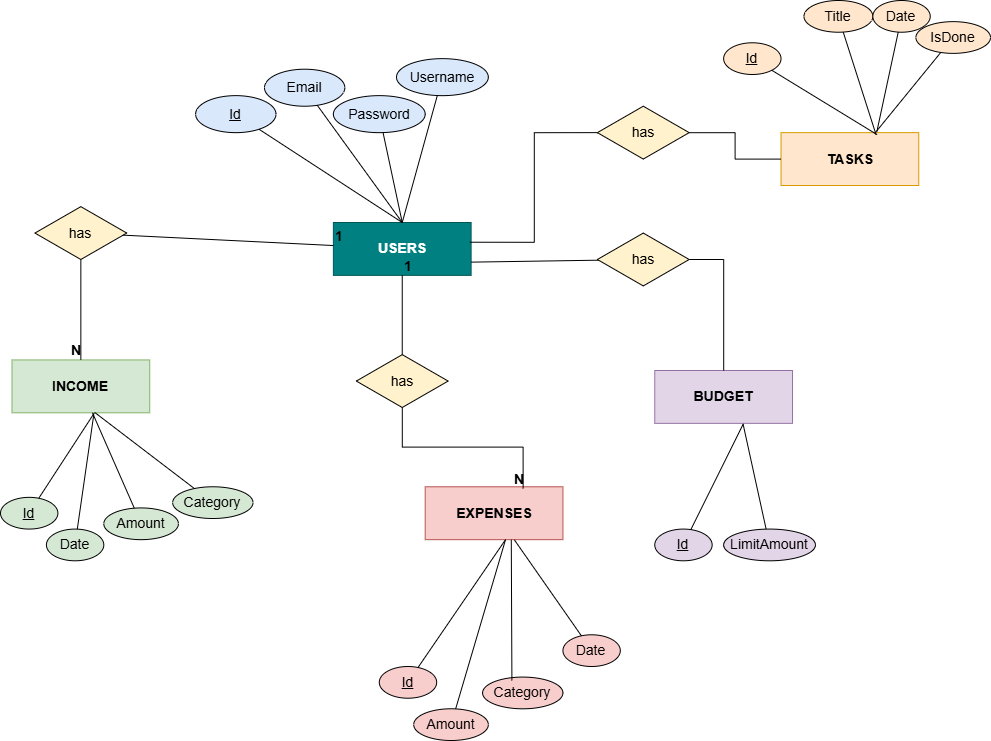 Title
Date
IsDone
Id
Username
Email
Password
Id
has
TASKS
has
1
USERS
1
has
has
N
INCOME
BUDGET
has
N
EXPENSES
Id
Date
Amount
Category
Id
LimitAmount
Id
Amount
Category
Date